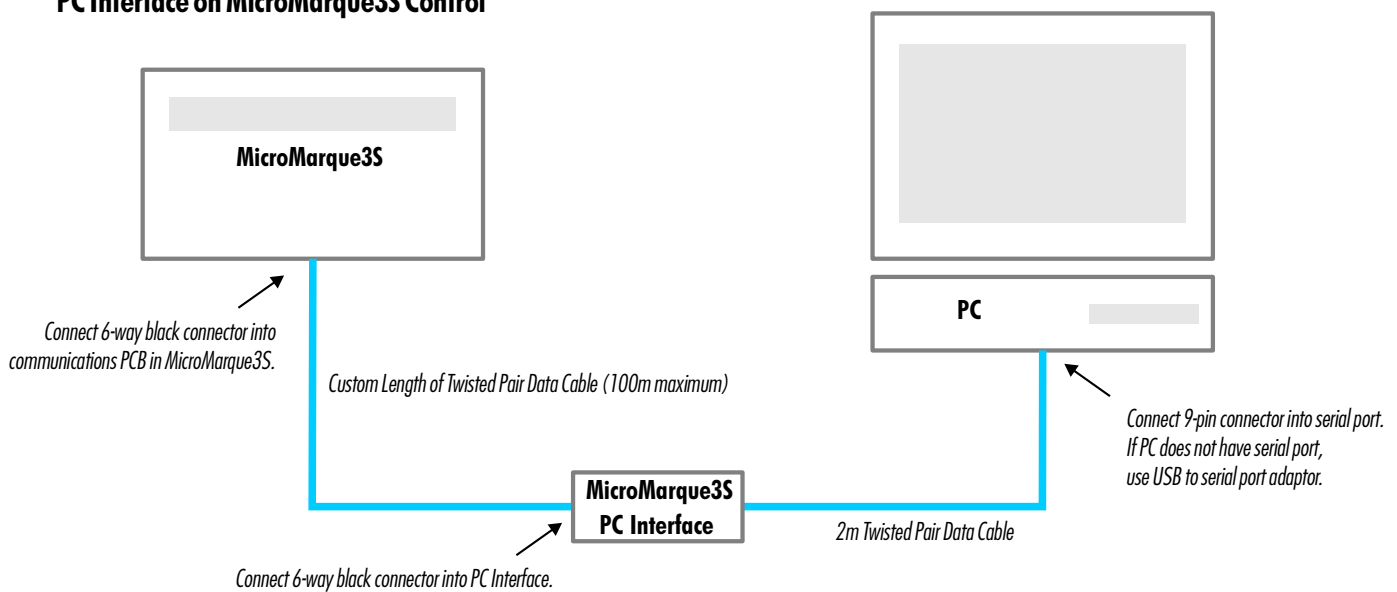 PC Interface on MicroMarque3S Control
MicroMarque3S
PC
Connect 6-way black connector into
communications PCB in MicroMarque3S.
Custom Length of Twisted Pair Data Cable (100m maximum)
Connect 9-pin connector into serial port.
If PC does not have serial port,
use USB to serial port adaptor.
MicroMarque3S
PC Interface
2m Twisted Pair Data Cable
Connect 6-way black connector into PC Interface.